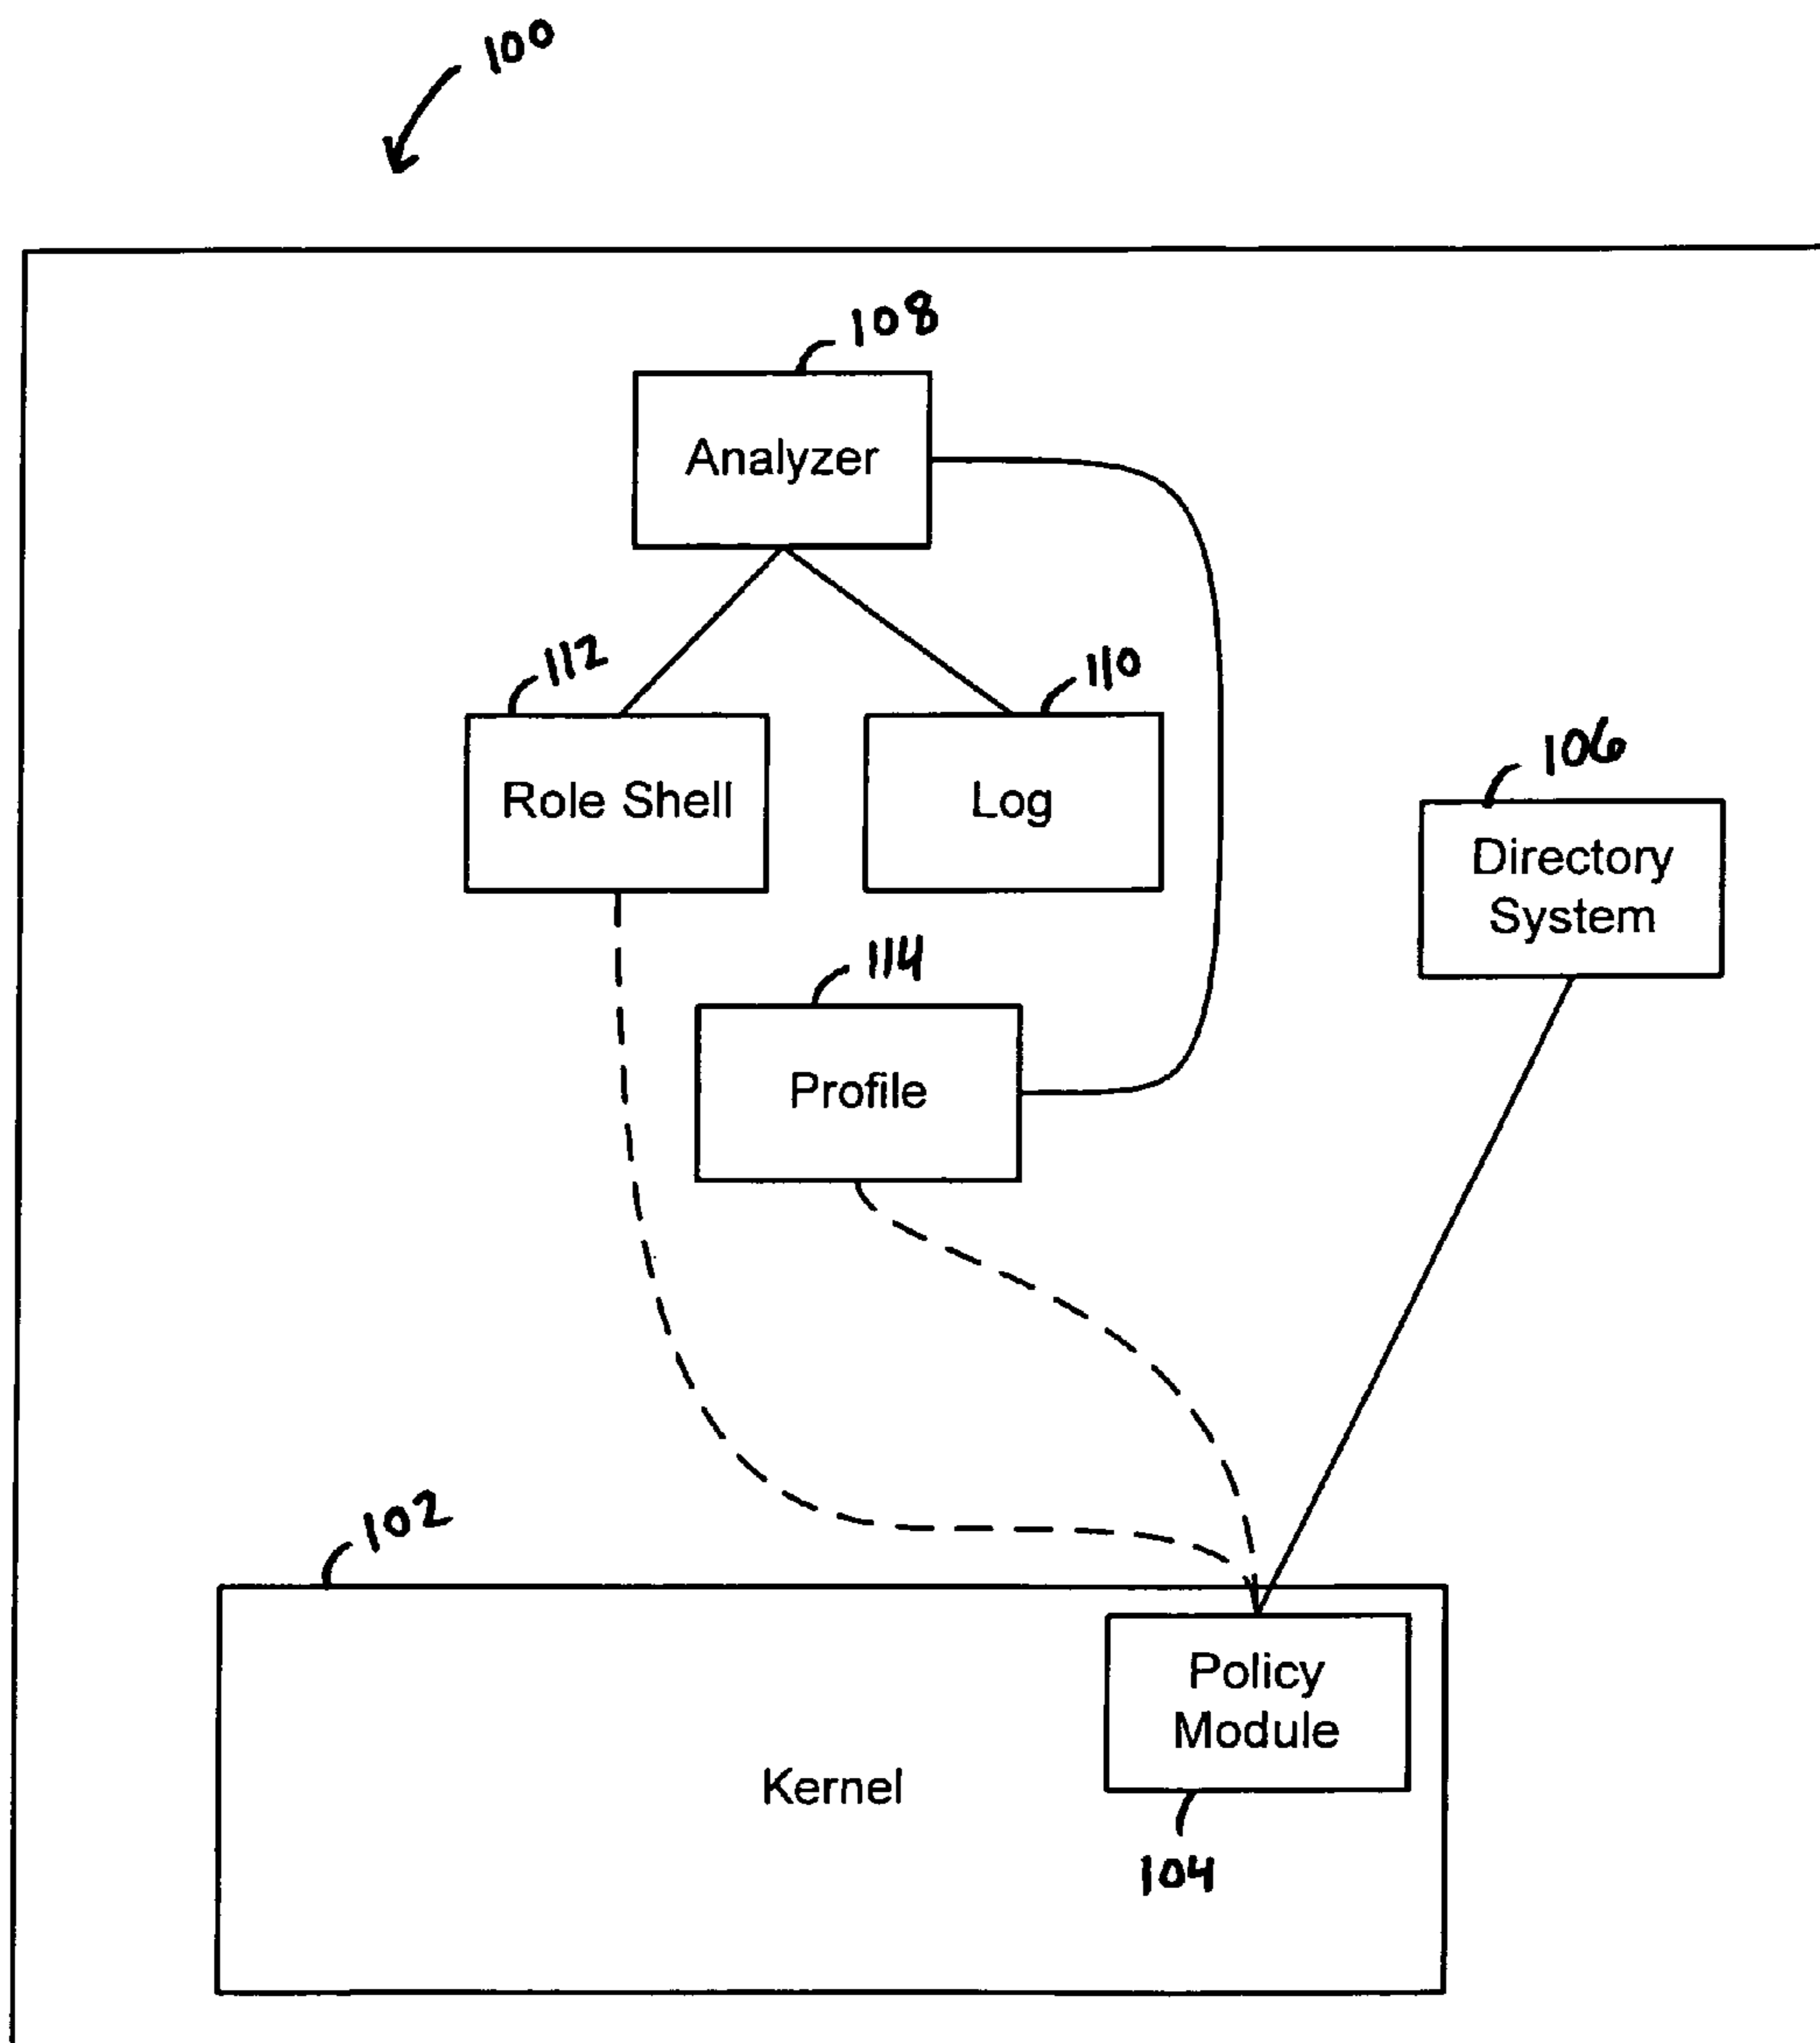 100
108
Analyzer
112
110
Role Shell
Log
106
Directory
System
114
Profile
102
Policy
Module
Kernel
104